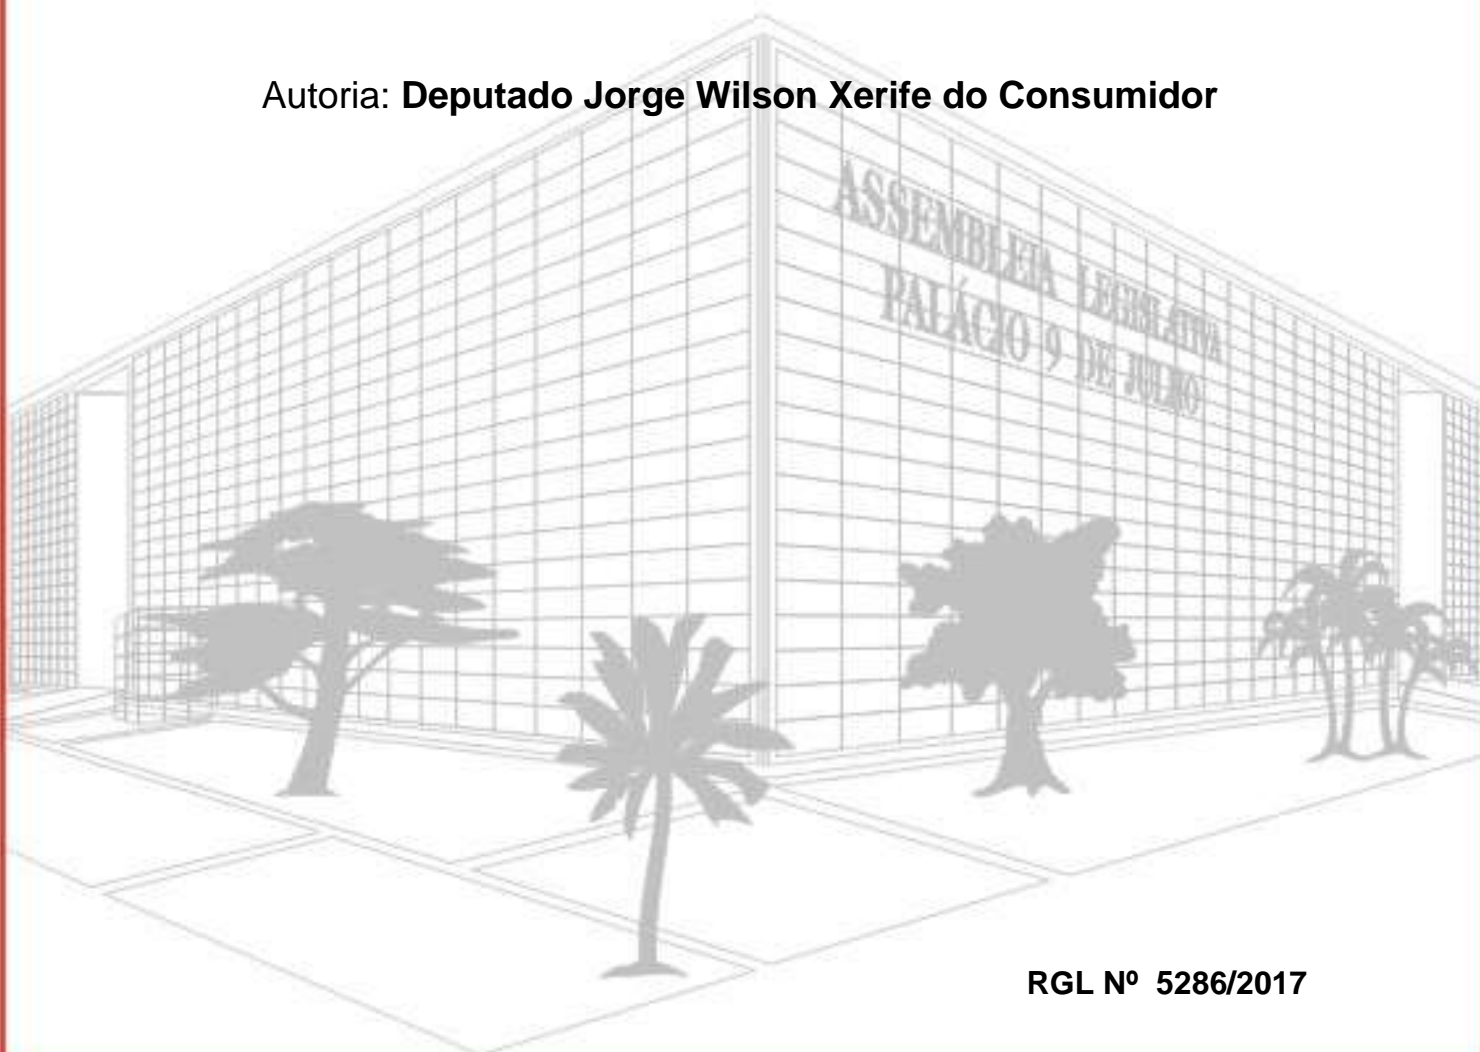 Autoria: Deputado Jorge Wilson Xerife do Consumidor
ASSEMBLEIA LEGISLATIVA
PALÁCIO 9 DE JULHO
RGL Nº 5286/2017